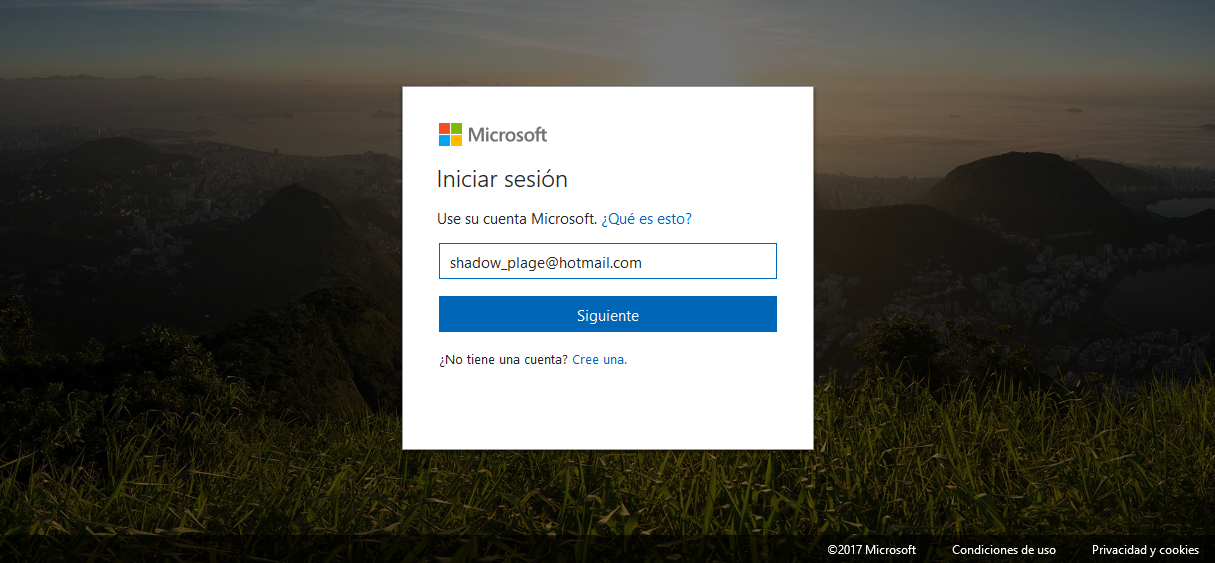 Microsoft
Iniciar sesión
Use su cuenta Microsoft. ¿Qué es esto?
shadow_plage@hotmail.com
Siguiente
¿No tiene una cuenta? Cree una.
©2017 Microsoft Condiciones de uso Privacidad y cookies